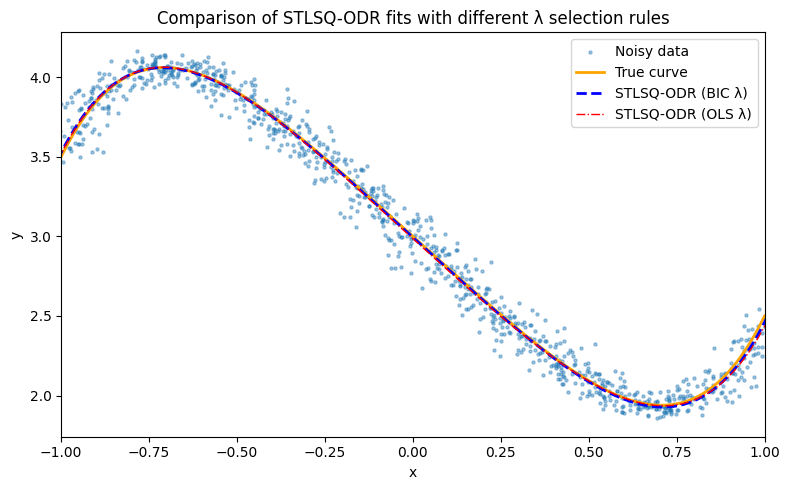 Comparison of STLSQ-ODR fits with different λ selection rules
Noisy data
True curve
STLSQ-ODR (BIC λ)
STLSQ-ODR (OLS λ)
y
4.0
3.5
3.0
2.5
2.0
−1.00 −0.75 −0.50 −0.25 0.00 0.25 0.50 0.75 1.00
x